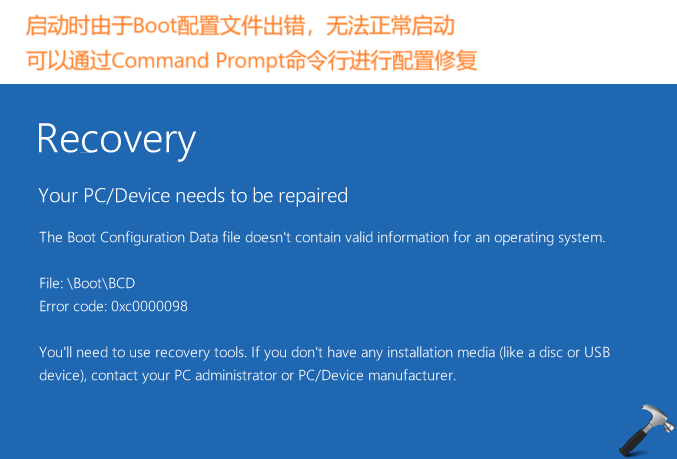 启动时由于Boot配置文件出错，无法正常启动
可以通过Command Prompt命令行进行配置修复
Recovery
Your PC/Device needs to be repaired
The Boot Configuration Data file doesn't contain valid information for an operating system.
File: \Boot\BCD
Error code: 0xc0000098
You'll need to use recovery tools. If you don't have any installation media (like a disc or USB
device), contact your PC administrator or PC/Device manufacturer.